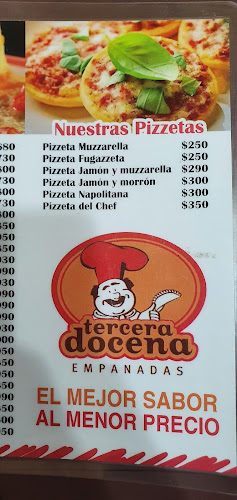 Nuestras Pizzetas
Pizzeta Muzzarella $250
Pizzeta Fugazzeta $250
Pizzeta Jamón y muzzarella $290
Pizzeta Jamón y morrón $300
Pizzeta Napolitana $300
Pizzeta del Chef $350
tercera
docena
EMPANADAS
EL MEJOR SABOR
AL MENOR PRECIO